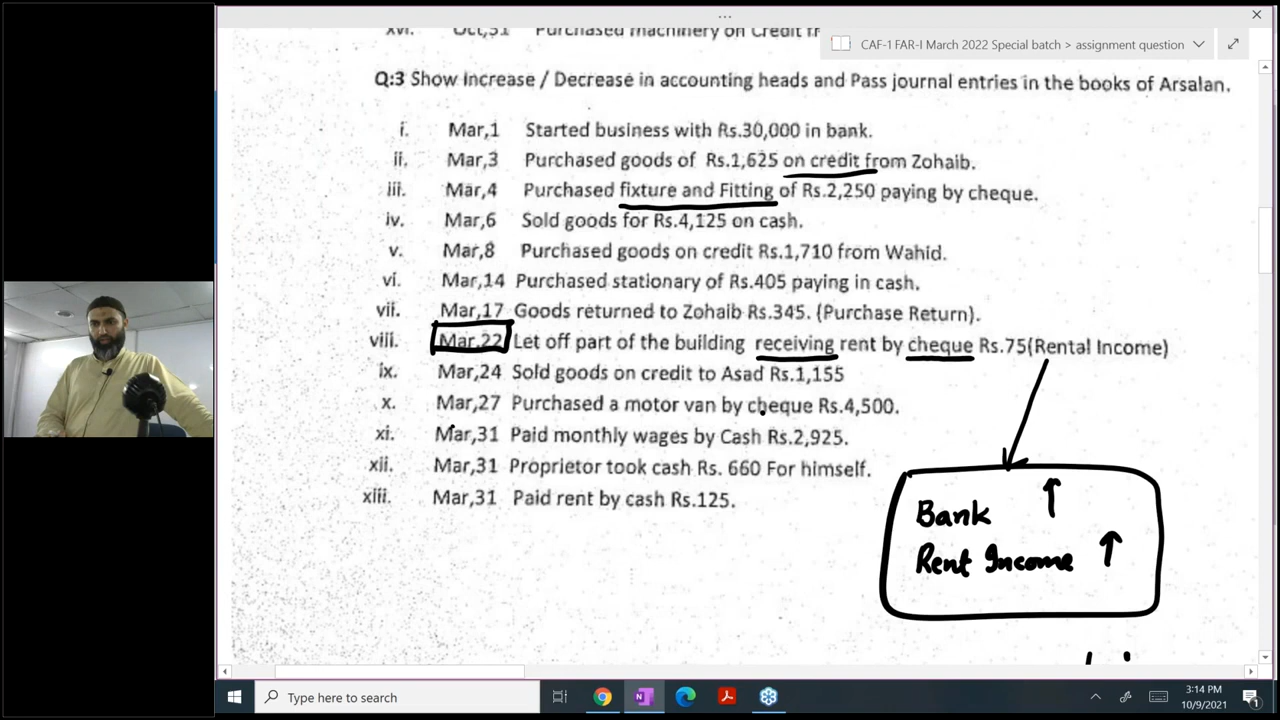 xvi. Oct,31 Purchased machinery on Credit fr
CAF-1 FAR-I March 2022 Special batch > assignment question
Q:3 Show Increase / Decrease in accounting heads and Pass journal entries in the books of Arsalan.
i. Mar,1 Started business with Rs.30,000 in bank.
ii. Mar,3 Purchased goods of Rs.1,625 on credit from Zohaib.
iii. Mar,4 Purchased fixture and Fitting of Rs.2,250 paying by cheque.
iv. Mar,6 Sold goods for Rs.4,125 on cash.
v. Mar,8 Purchased goods on credit Rs.1,710 from Wahid.
vi. Mar,14 Purchased stationary of Rs.405 paying in cash.
vii. Mar,17 Goods returned to Zohaib Rs.345. (Purchase Return).
viii. Mar,22 Let off part of the building receiving rent by cheque Rs.75(Rental Income)
ix. Mar,24 Sold goods on credit to Asad Rs.1,155
x. Mar,27 Purchased a motor van by cheque Rs.4,500.
xi. Mar,31 Paid monthly wages by Cash Rs.2,925.
xii. Mar,31 Proprietor took cash Rs. 660 For himself.
xiii. Mar,31 Paid rent by cash Rs.125.
Bank ↑
Rent Income ↑
Type here to search
3:14 PM
10/9/2021